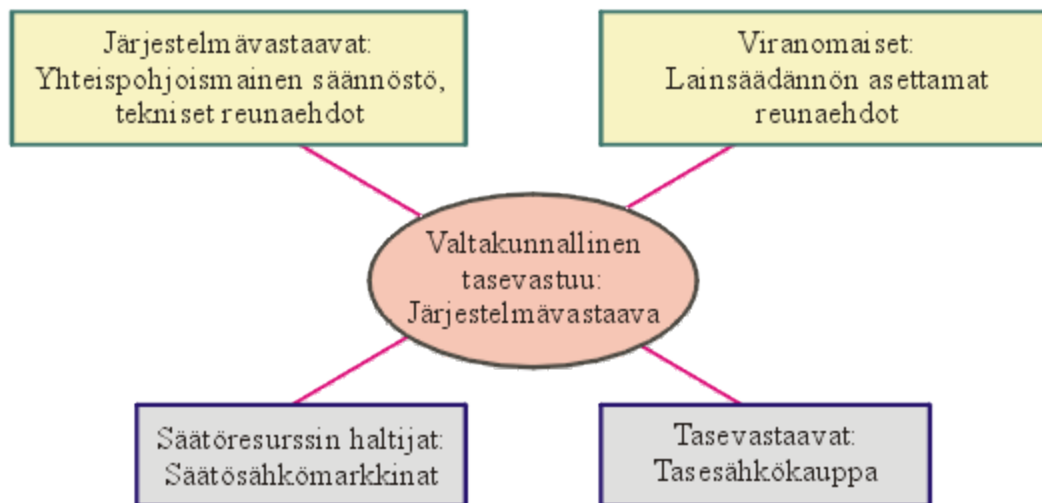 Järjestelmävastaavat:
Yhteispohjoismainen säännöstö,
tekniset reunaehdot
Viranomaiset:
Lainsäädännön asettamat
reunaehdot
Valtakunnallinen
tasevastuu:
Järjestelmävastaava
Säätöresurssin haltijat:
Säätösähkömarkkinat
Tasevastaavat:
Tasesähkökauppa